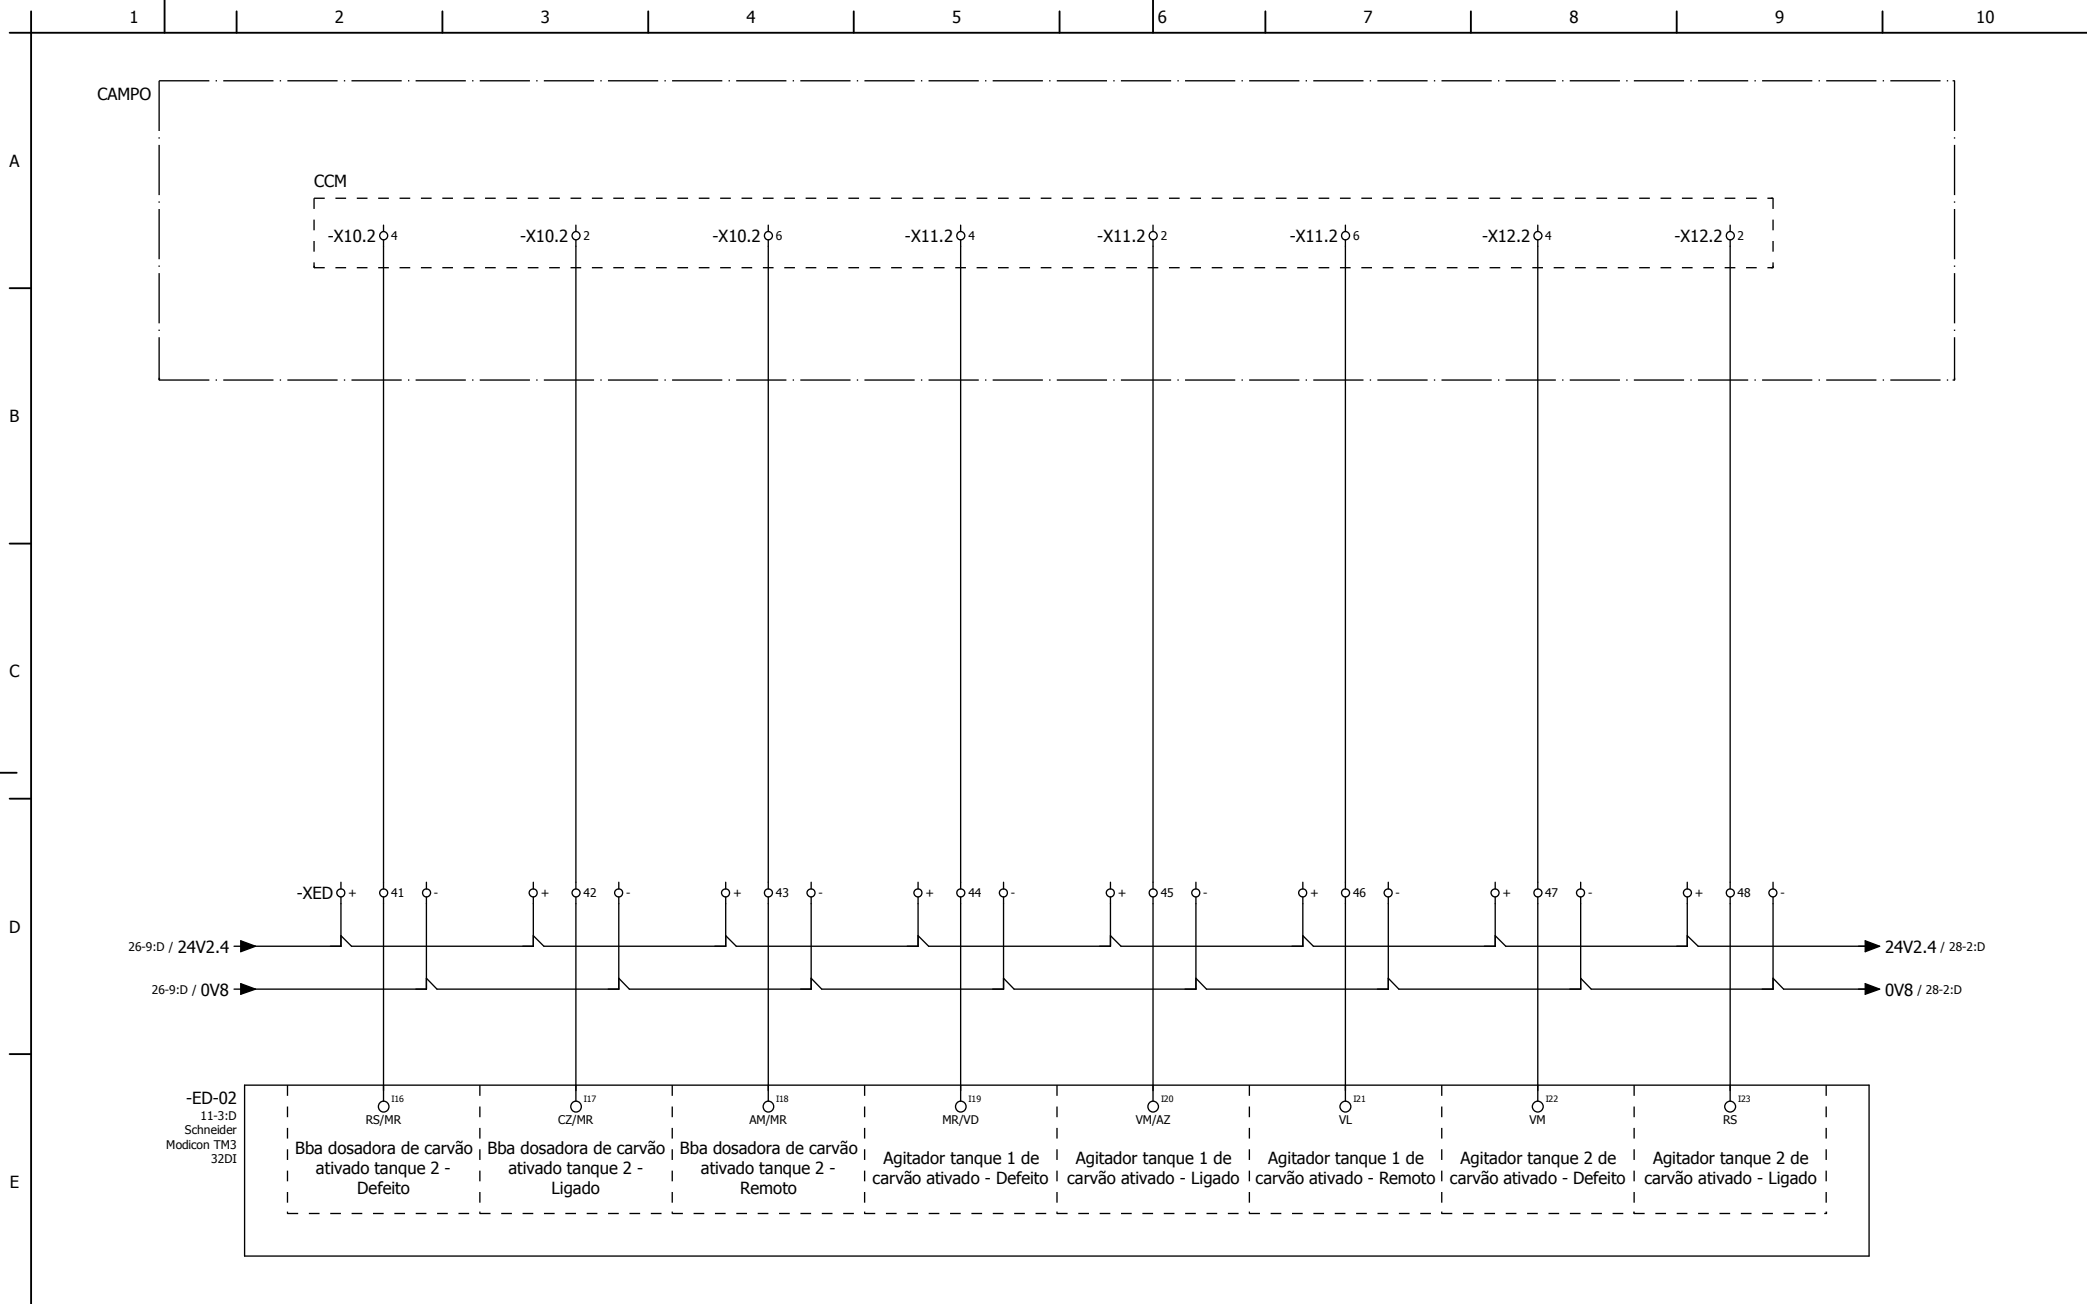 1 2 3 4 5 6 7 8 9 10
CAMPO
A
CCM
-X10.2 4 -X10.2 2 -X10.2 6 -X11.2 4 -X11.2 2 -X11.2 6 -X12.2 4 -X12.2 2
B
C
-XED + 41 - + 42 - + 43 - + 44 - + 45 - + 46 - + 47 - + 48 -
D
26-9:D / 24V2.4 24V2.4 / 28-2:D
26-9:D / 0V8 0V8 / 28-2:D
-ED-02
11-3:D
Schneider
Modicon TM3
32DI
E
I16
RS/MR
Bba dosadora de carvão
ativado tanque 2 -
Defeito
I17
CZ/MR
Bba dosadora de carvão
ativado tanque 2 -
Ligado
I18
AM/MR
Bba dosadora de carvão
ativado tanque 2 -
Remoto
I19
MR/VD
Agitador tanque 1 de
carvão ativado - Defeito
I20
VM/AZ
Agitador tanque 1 de
carvão ativado - Ligado
I21
VL
Agitador tanque 1 de
carvão ativado - Remoto
I22
VM
Agitador tanque 2 de
carvão ativado - Defeito
I23
RS
Agitador tanque 2 de
carvão ativado - Ligado